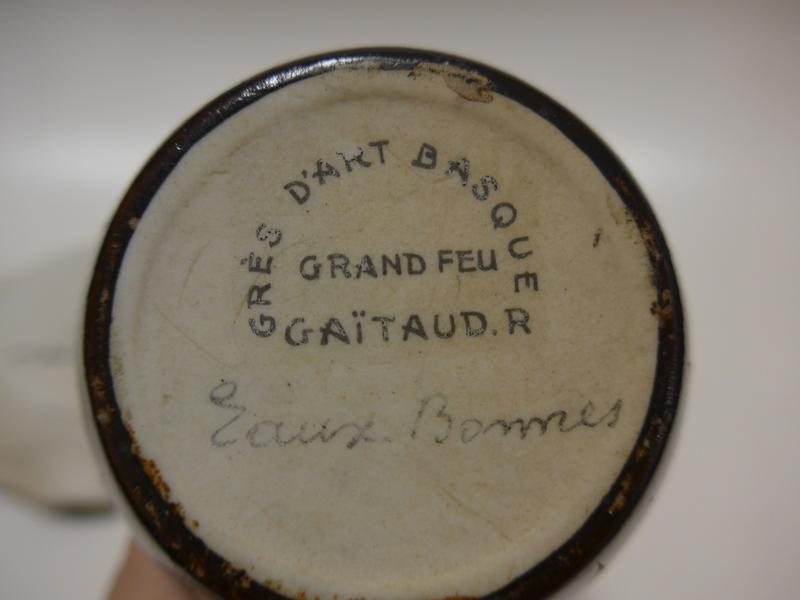 GRÈS D'ART BASQUE
GRAND FEU
GAÏTAUD.R
Eaux.Bonnes